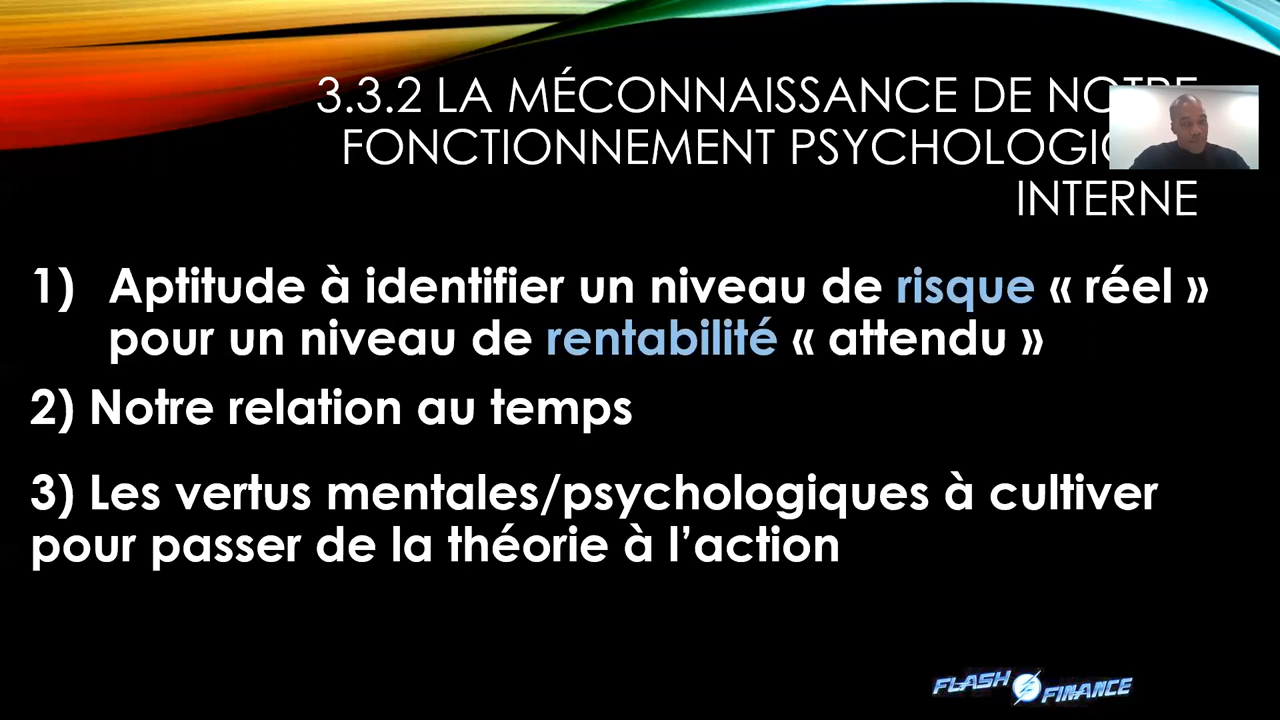 3.3.2 LA MÉCONNAISSANCE DE
FONCTIONNEMENT
INTERNE
1) Aptitude à identifier un niveau de risque « réel »
pour un niveau de rentabilité « attendu »
2) Notre relation au temps
3) Les vertus mentales/psychologiques à cultiver
pour passer de la théorie à l’action
FLASH FINANCE